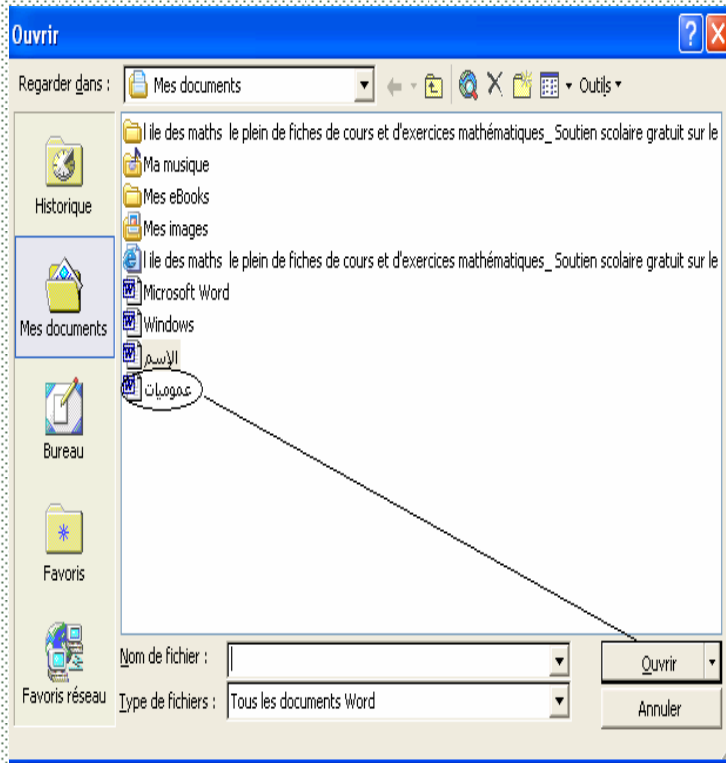 Ouvrir
Regarder dans :
Mes documents
Outils
l ile des maths le plein de fiches de cours et d'exercices mathématiques_ Soutien scolaire gratuit sur le
Ma musique
Mes eBooks
Mes images
l ile des maths le plein de fiches de cours et d'exercices mathématiques_ Soutien scolaire gratuit sur le
Microsoft Word
Windows
الإسم
عموميات
Historique
Mes documents
Bureau
Favoris
Favoris réseau
Nom de fichier :
Ouvrir
Type de fichiers :
Tous les documents Word
Annuler